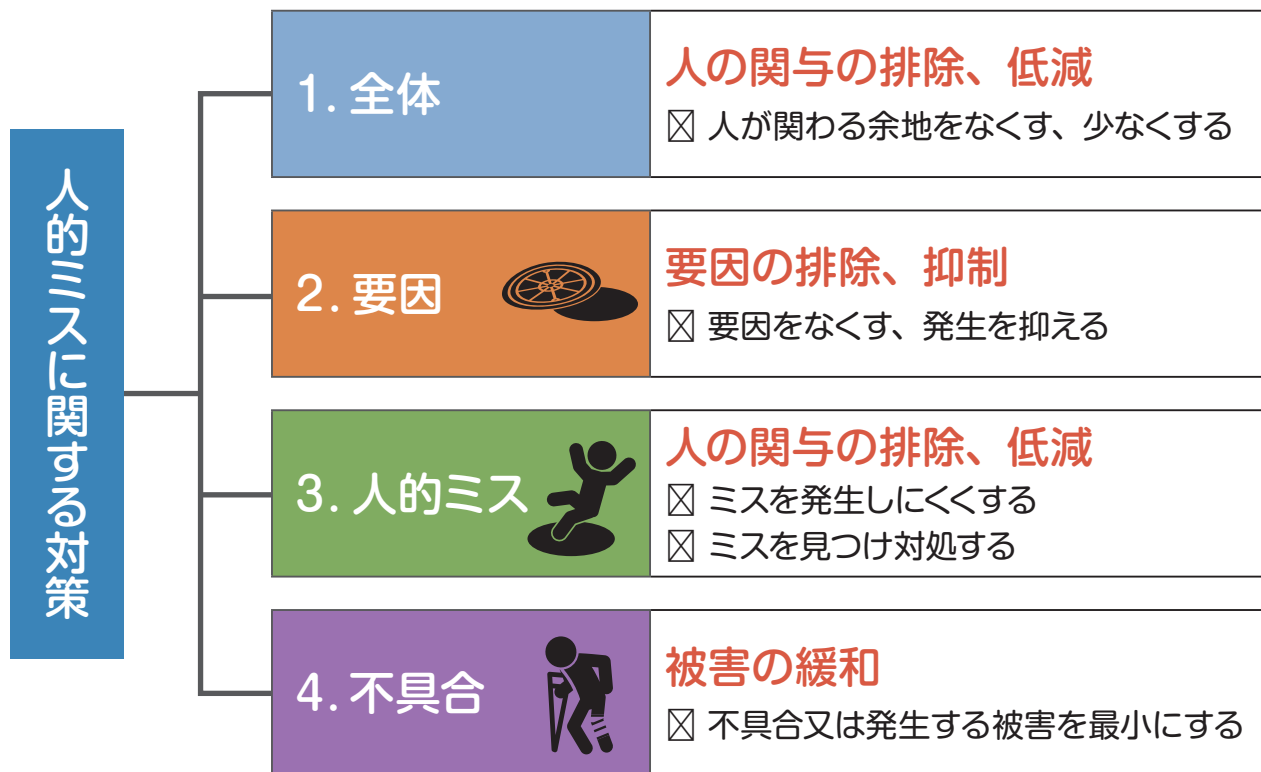 人的ミスに関する対策
1. 全体
人の関与の排除、低減
☒ 人が関わる余地をなくす、少なくする
2. 要因
要因の排除、抑制
☒ 要因をなくす、発生を抑える
3. 人的ミス
人の関与の排除、低減
☒ ミスを発生しにくくする
☒ ミスを見つけ対処する
4. 不具合
被害の緩和
☒ 不具合又は発生する被害を最小にする